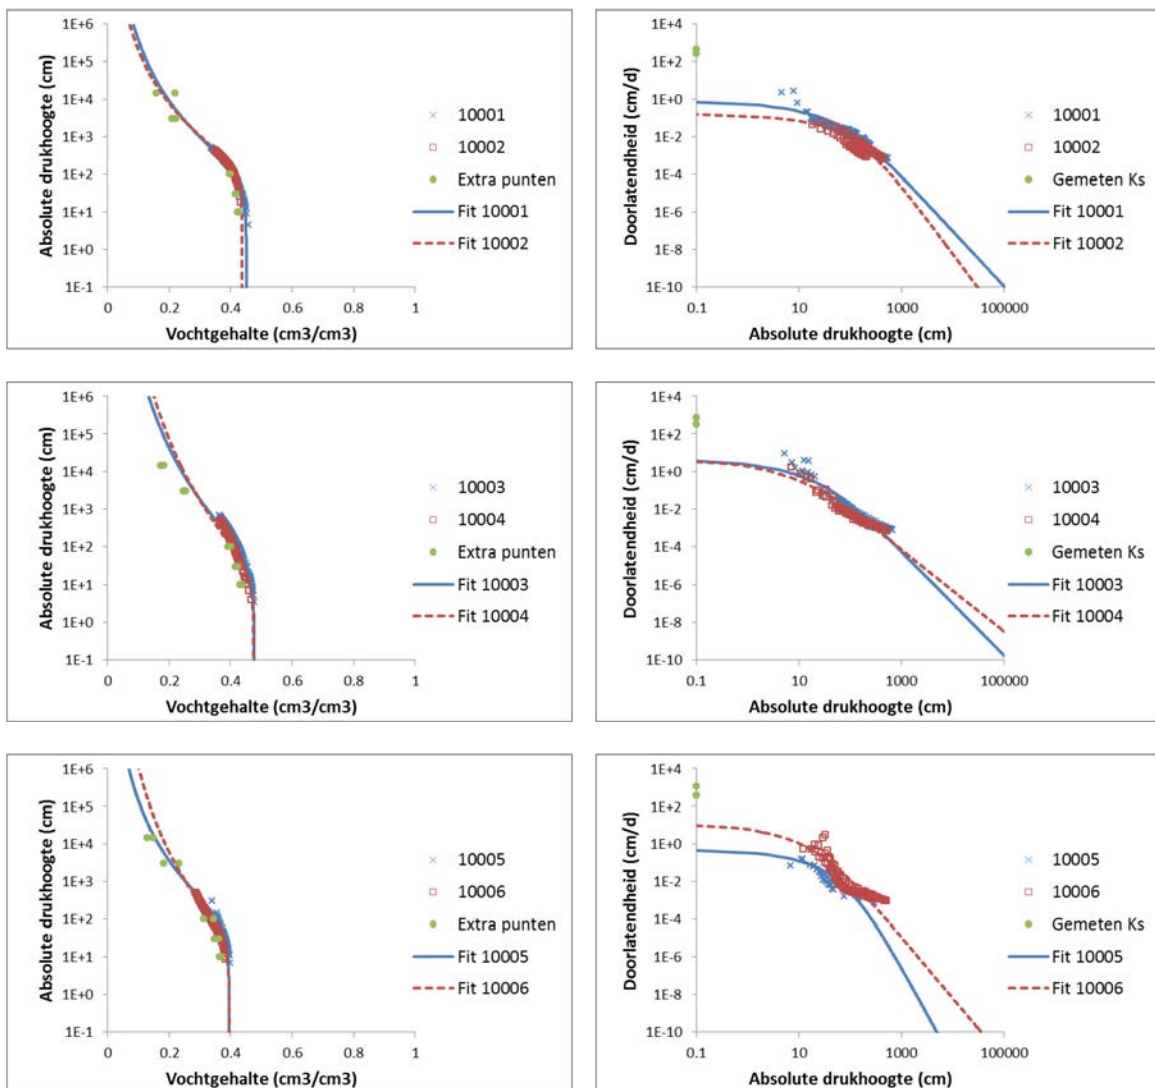 1E+6
1E+5
1E+4
1E+3
1E+2
1E+1
1E+0
1E-1
Absolute drukhoogte (cm)
0 0.2 0.4 0.6 0.8 1
Vochtgehalte (cm3/cm3)
10001
10002
Extra punten
Fit 10001
Fit 10002
1E+4
1E+2
1E+0
1E-2
1E-4
1E-6
1E-8
1E-10
Doorlatendheid (cm/d)
0.1 10 1000 100000
Absolute drukhoogte (cm)
10001
10002
Gemeten Ks
Fit 10001
Fit 10002
1E+6
1E+5
1E+4
1E+3
1E+2
1E+1
1E+0
1E-1
Absolute drukhoogte (cm)
0 0.2 0.4 0.6 0.8 1
Vochtgehalte (cm3/cm3)
10003
10004
Extra punten
Fit 10003
Fit 10004
1E+4
1E+2
1E+0
1E-2
1E-4
1E-6
1E-8
1E-10
Doorlatendheid (cm/d)
0.1 10 1000 100000
Absolute drukhoogte (cm)
10003
10004
Gemeten Ks
Fit 10003
Fit 10004
1E+6
1E+5
1E+4
1E+3
1E+2
1E+1
1E+0
1E-1
Absolute drukhoogte (cm)
0 0.2 0.4 0.6 0.8 1
Vochtgehalte (cm3/cm3)
10005
10006
Extra punten
Fit 10005
Fit 10006
1E+4
1E+2
1E+0
1E-2
1E-4
1E-6
1E-8
1E-10
Doorlatendheid (cm/d)
0.1 10 1000 100000
Absolute drukhoogte (cm)
10005
10006
Gemeten Ks
Fit 10005
Fit 10006